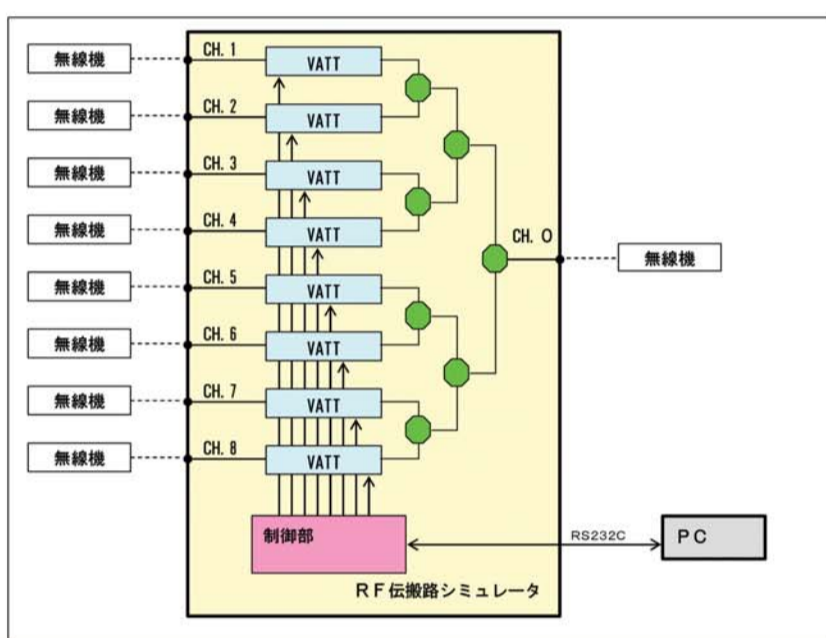 無線機
CH. 1
VATT
無線機
CH. 2
VATT
無線機
CH. 3
VATT
無線機
CH. 4
VATT
CH. O
無線機
無線機
CH. 5
VATT
無線機
CH. 6
VATT
無線機
CH. 7
VATT
無線機
CH. 8
VATT
制御部
RS232C
PC
RF伝搬路シミュレータ